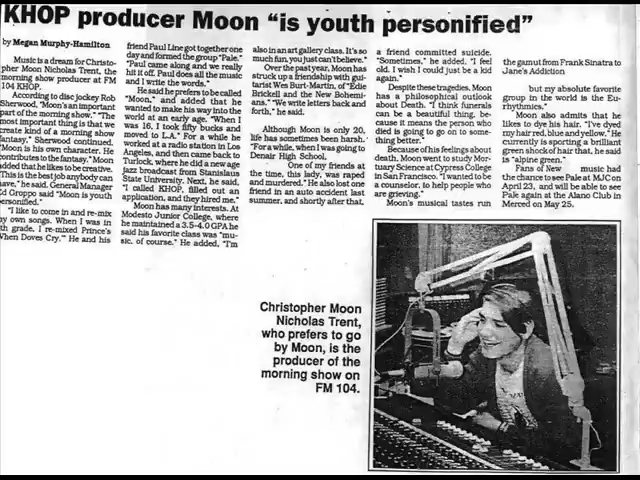 KHOP producer Moon “is youth personified”
by Megan Murphy-Hamilton
Music is a dream for Christo-
pher Moon Nicholas Trent, the
morning show producer at FM
104 KHOP.
According to disc jockey Rob
Sherwood, "Moon's an important
part of the morning show." "The
most important thing is that we
create kind of a morning show
fantasy," Sherwood continued.
"Moon is his own character. He
contributes to the fantasy." Moon
added that he likes to be creative.
"This is the best job anybody can
have," he said. General Manager
Ed Groppo said "Moon is youth
personified."
"I like to come in and re-mix
my own songs. When I was in
th grade, I re-mixed Prince's
When Doves Cry.'" He and his
friend Paul Line got together one
day and formed the group "Pale."
"Paul came along and we really
hit it off. Paul does all the music
and I write the words."
He said he prefers to be called
"Moon," and added that he
wanted to make his way into the
world at an early age. "When I
was 16, I took fifty bucks and
moved to L.A." For a while he
worked at a radio station in Los
Angeles, and then came back to
Turlock, where he did a new age
jazz broadcast from Stanislaus
State University. Next, he said,
"I called KHOP, filled out an
application, and they hired me."
Moon has many interests. At
Modesto Junior College, where
he maintained a 3.5-4.0 GPA he
said his favorite class was "mu-
sic, of course." He added, "I'm
also in an art gallery class. It's so
much fun, you just can't believe."
Over the past year, Moon has
struck up a friendship with gui-
tarist Wes Burt-Martin, of "Edie
Brickell and the New Bohemi-
ans." "We write letters back and
forth," he said.
Although Moon is only 20,
life has sometimes been harsh.
"For a while, when I was going to
Denair High School,
One of my friends at
the time, this lady, was raped
and murdered." He also lost one
friend in an auto accident last
summer, and shortly after that,
a friend committed suicide.
"Sometimes," he added, "I feel
old. I wish I could just be a kid
again."
Despite these tragedies, Moon
has a philosophical outlook
about Death. "I think funerals
can be a beautiful thing, be-
cause it means the person who
died is going to go on to some-
thing better."
Because of his feelings about
death, Moon went to study Mor-
tuary Science at Cypress College
in San Francisco. "I wanted to be
a counselor, to help people who
are grieving."
Moon's musical tastes run
the gamut from Frank Sinatra to
Jane's Addiction
but my absolute favorite
group in the world is the Eu-
rhythmics."
Moon also admits that he
likes to dye his hair. "I've dyed
my hair red, blue and yellow." He
currently is sporting a brilliant
green shock of hair that, he said
is "alpine green."
Fans of New music had
the chance to see Pale at MJC on
April 23, and will be able to see
Pale again at the Alano Club in
Merced on May 25.
Christopher Moon
Nicholas Trent,
who prefers to go
by Moon, is the
producer of the
morning show on
FM 104.